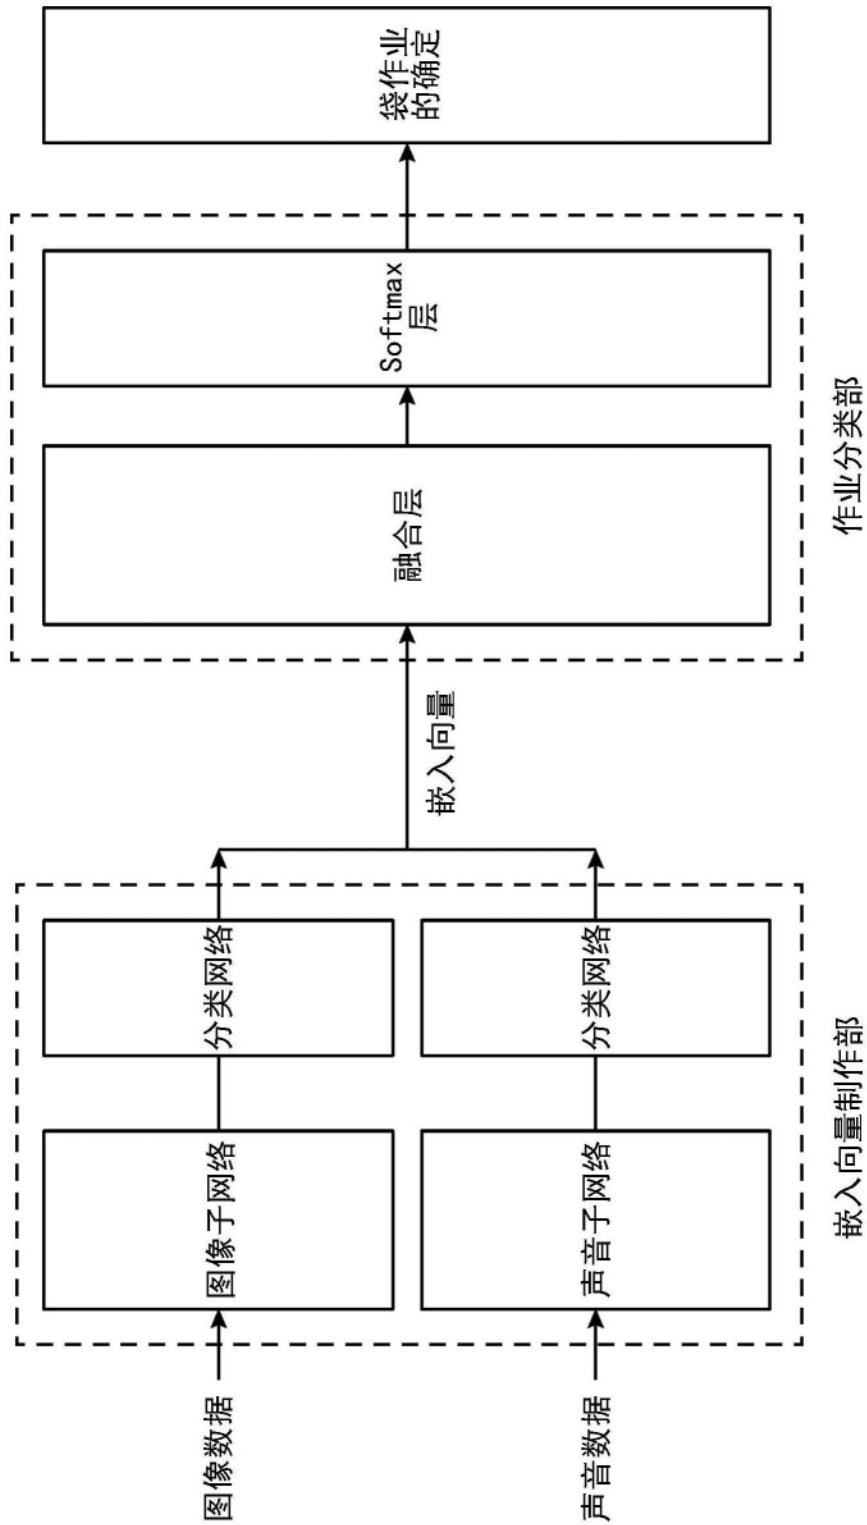 图像数据
图像子网络
分类网络
声音数据
声音子网络
分类网络
嵌入向量制作部
嵌入向量
融合层
Softmax
层
作业分类部
袋作业
的确定